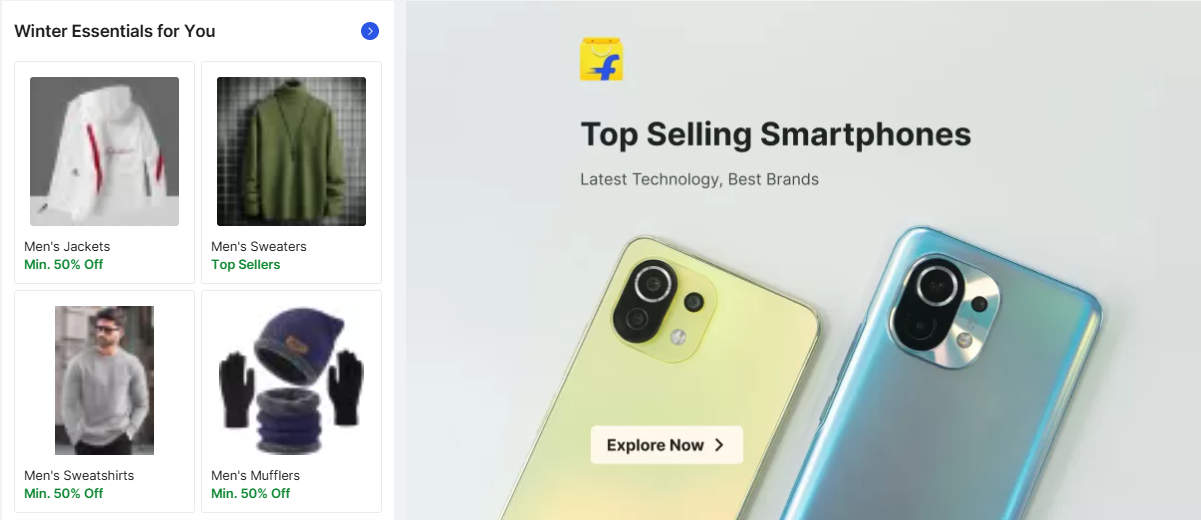 Winter Essentials for You
Men's Jackets
Min. 50% Off
Men's Sweaters
Top Sellers
Men's Sweatshirts
Min. 50% Off
Men's Mufflers
Min. 50% Off
f
Top Selling Smartphones
Latest Technology, Best Brands
Explore Now